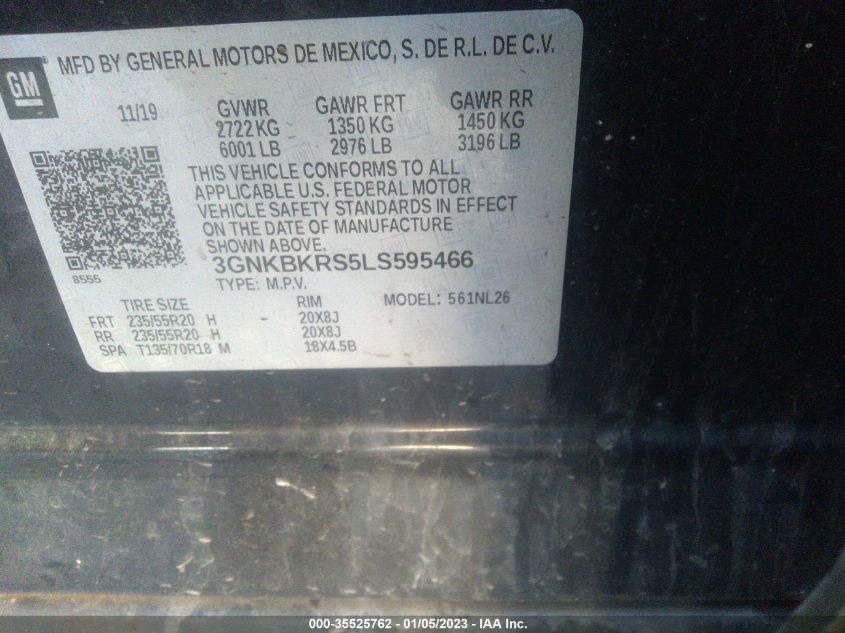 MFD BY GENERAL MOTORS DE MEXICO, S. DE R.L. DE C.V.
GM
11/19 GVWR GAWR FRT GAWR RR
2722 KG 1350 KG 1450 KG
6001 LB 2976 LB 3196 LB
THIS VEHICLE CONFORMS TO ALL
APPLICABLE U.S. FEDERAL MOTOR
VEHICLE SAFETY STANDARDS IN EFFECT
ON THE DATE OF MANUFACTURE
SHOWN ABOVE.
8555
3GNKBKRS5LS595466
TYPE: M.P.V.
TIRE SIZE RIM MODEL: 561NL26
FRT 235/55R20 H 20X8J
RR 235/55R20 H 20X8J
SPA T135/70R18 M 18X4.5B
000-35525762 - 01/05/2023 - IAA Inc.